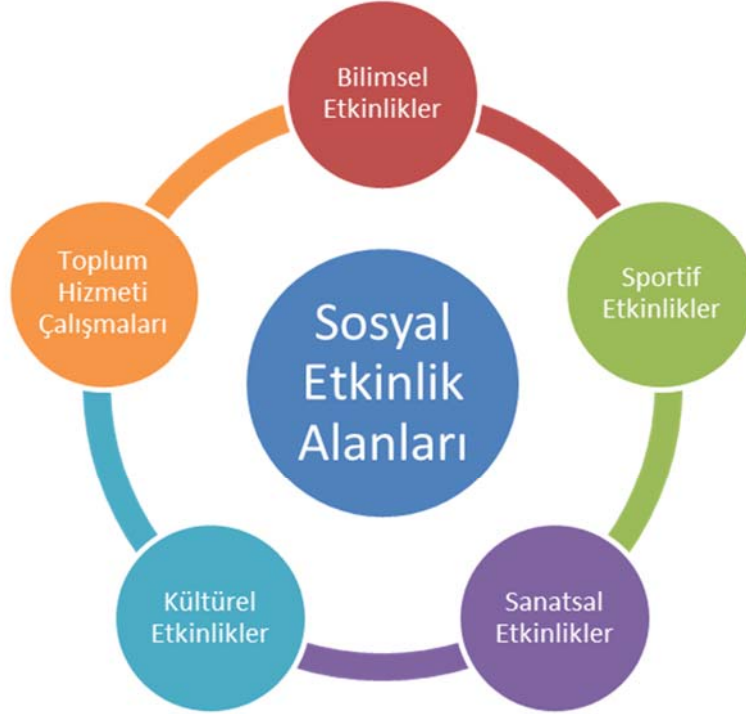 Bilimsel
Etkinlikler
Toplum
Hizmeti
Çalışmaları
Sportif
Etkinlikler
Sosyal
Etkinlik
Alanları
Kültürel
Etkinlikler
Sanatsal
Etkinlikler